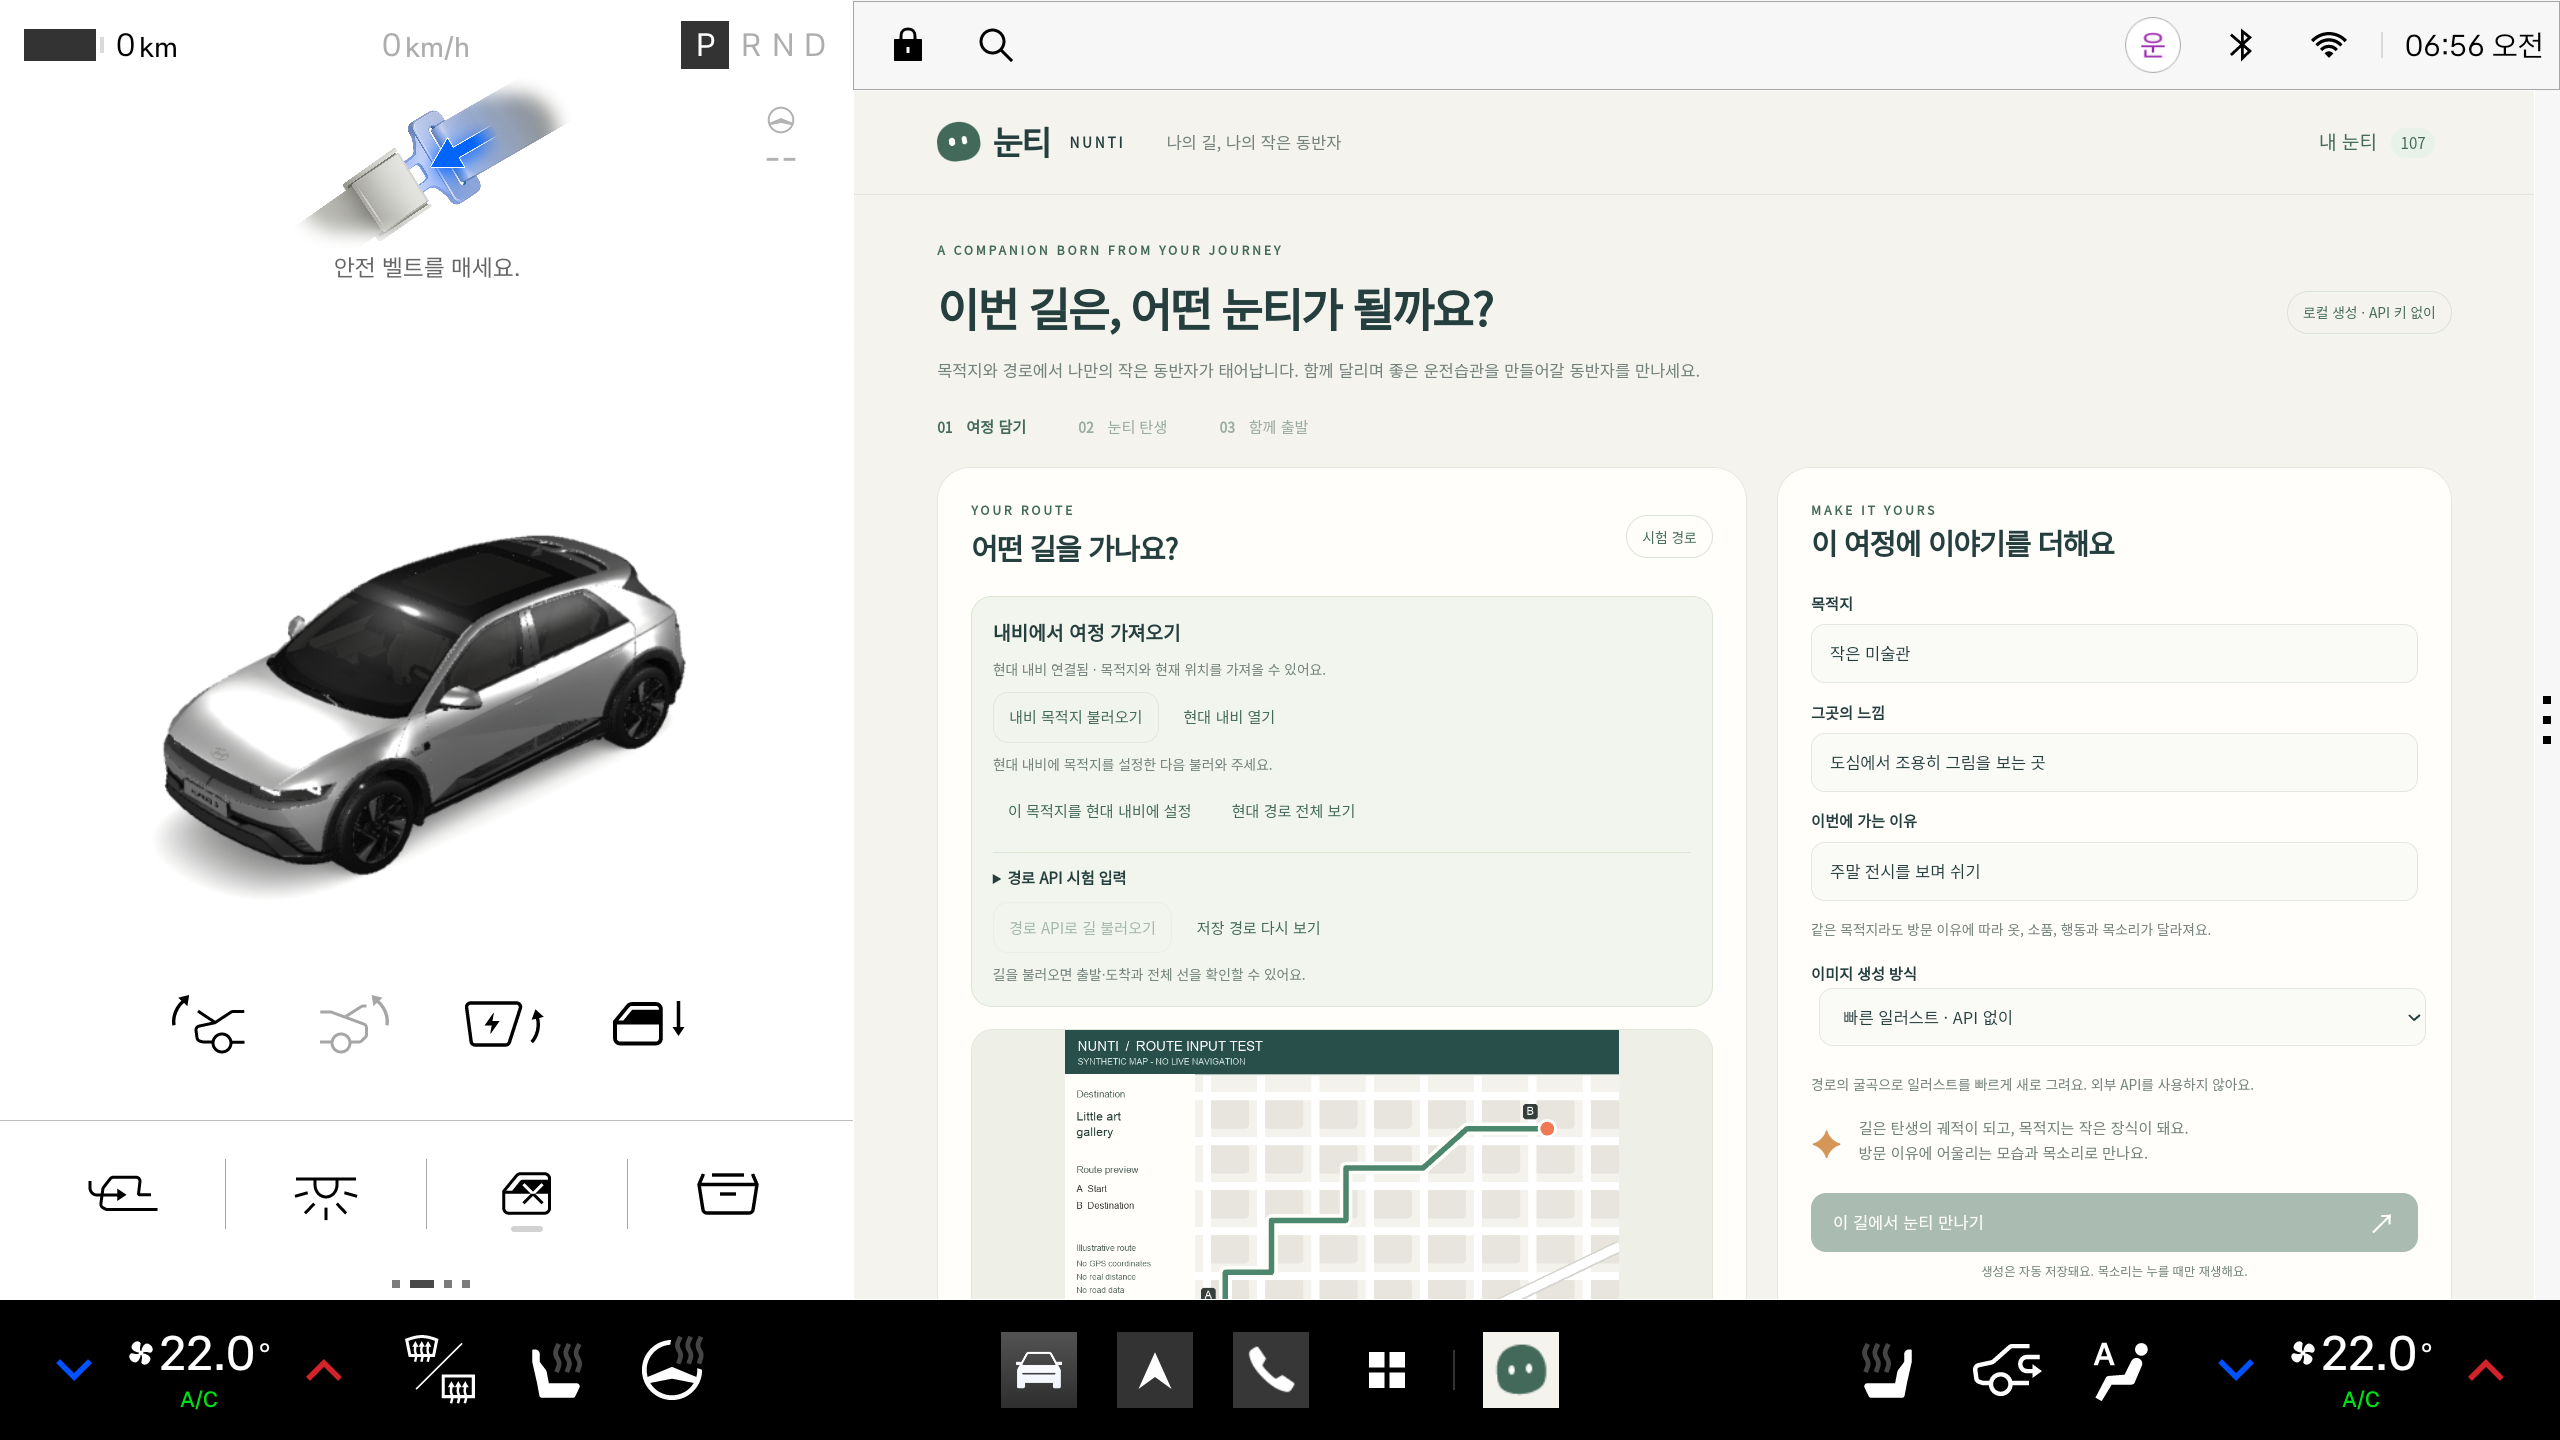 0 km
0 km/h
P R N D
안전 벨트를 매세요.
운
06:56 오전
눈티 NUNTI 나의 길, 나의 작은 동반자
내 눈티 107
A COMPANION BORN FROM YOUR JOURNEY
이번 길은, 어떤 눈티가 될까요?
로컬 생성 · API 키 없이
목적지와 경로에서 나만의 작은 동반자가 태어납니다. 함께 달리며 좋은 운전습관을 만들어갈 동반자를 만나세요.
01 여정 담기 02 눈티 탄생 03 함께 출발
YOUR ROUTE
어떤 길을 가나요?
시험 경로
내비에서 여정 가져오기
현대 내비 연결됨 · 목적지와 현재 위치를 가져올 수 있어요.
내비 목적지 불러오기 현대 내비 열기
현대 내비에 목적지를 설정한 다음 불러와 주세요.
이 목적지를 현대 내비에 설정 현대 경로 전체 보기
경로 API 시험 입력
경로 API로 길 불러오기 저장 경로 다시 보기
길을 불러오면 출발·도착과 전체 선을 확인할 수 있어요.
NUNTI / ROUTE INPUT TEST
SYNTHETIC MAP - NO LIVE NAVIGATION
Destination
Little art
gallery
Route preview
A Start
B Destination
Illustrative route
No GPS coordinates
No real distance
No road data
B
A
MAKE IT YOURS
이 여정에 이야기를 더해요
목적지
작은 미술관
그곳의 느낌
도심에서 조용히 그림을 보는 곳
이번에 가는 이유
주말 전시를 보며 쉬기
같은 목적지라도 방문 이유에 따라 옷, 소품, 행동과 목소리가 달라져요.
이미지 생성 방식
빠른 일러스트 · API 없이
경로의 굴곡으로 일러스트를 빠르게 새로 그려요. 외부 API를 사용하지 않아요.
길은 탄생의 궤적이 되고, 목적지는 작은 장식이 돼요.
방문 이유에 어울리는 모습과 목소리로 만나요.
이 길에서 눈티 만나기
생성은 자동 저장돼요. 목소리는 누를 때만 재생해요.
22.0°
A/C
A
22.0°
A/C